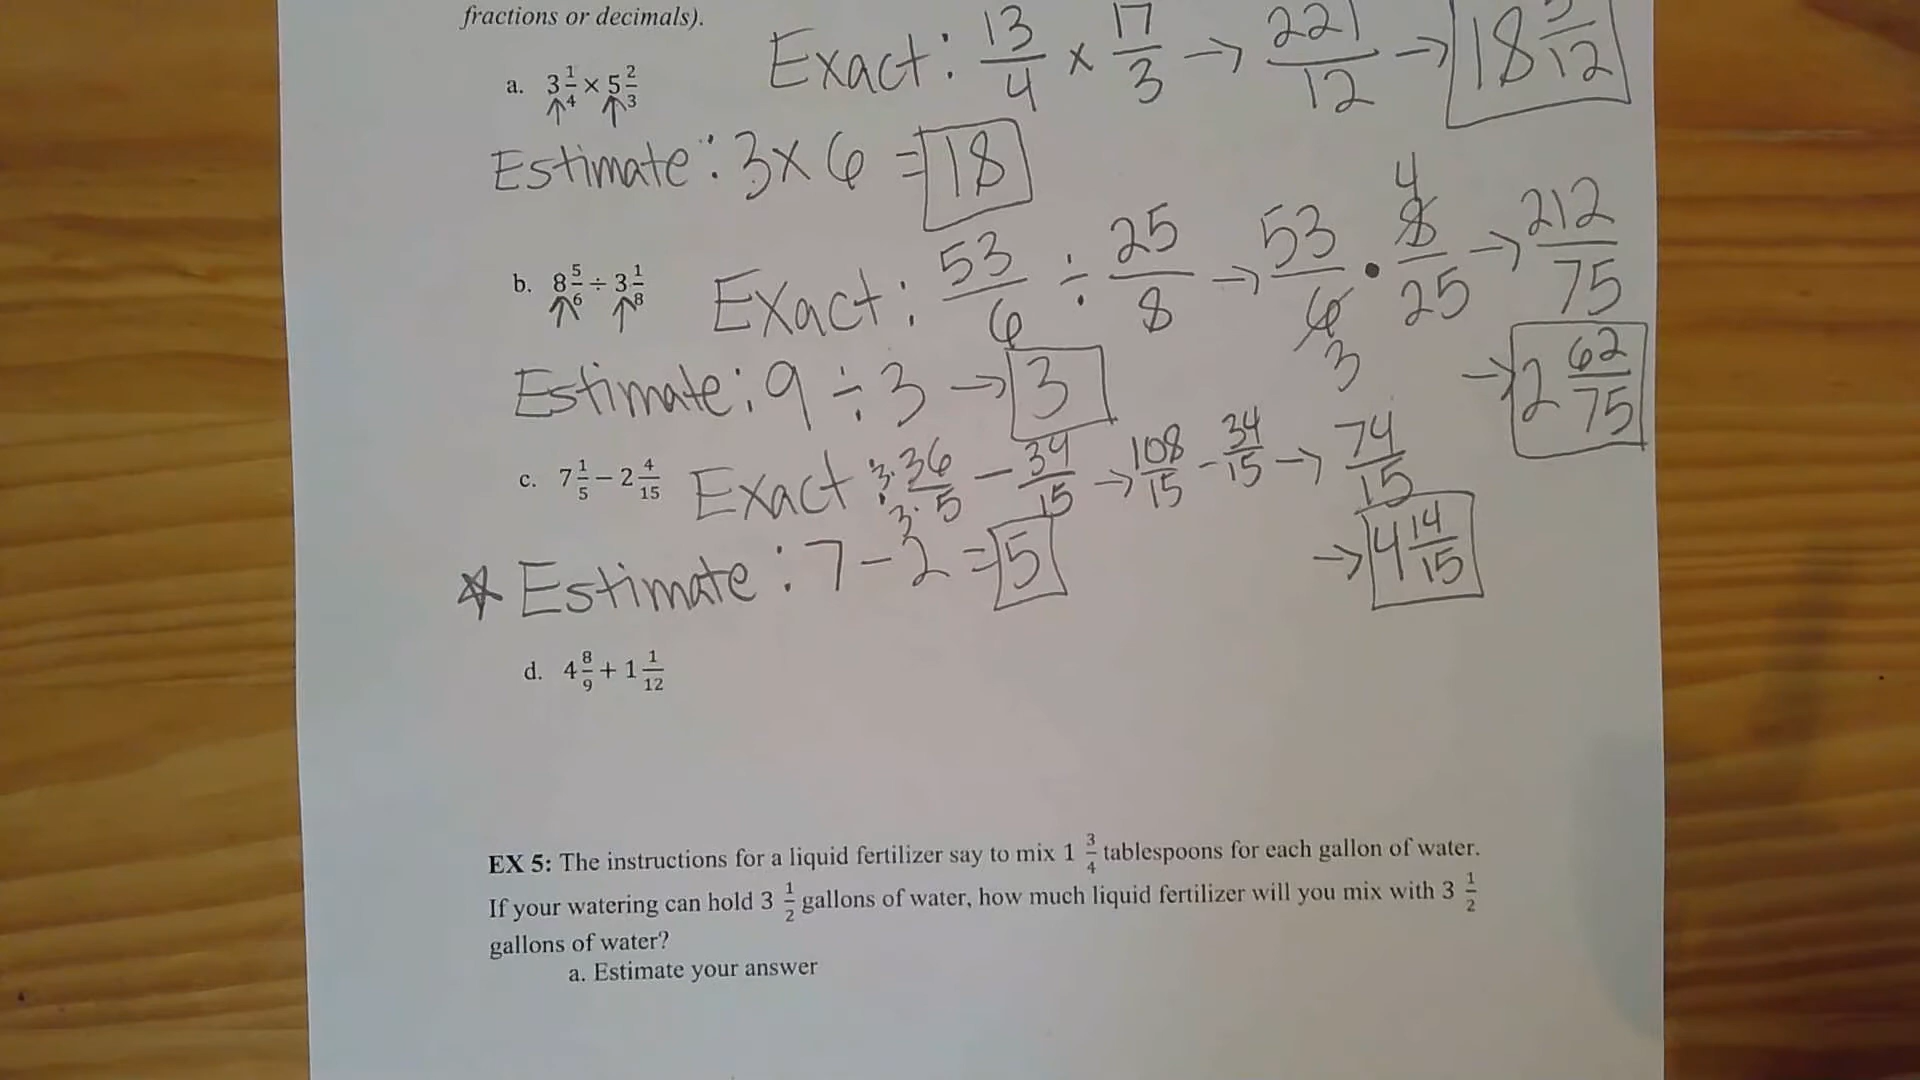 fractions or decimals).
a. 3 1/4 × 5 2/3
Exact: 13/4 × 17/3 → 221/12 → 18 5/12
Estimate: 3 × 6 = 18
b. 8 5/6 ÷ 3 1/8
Exact: 53/6 ÷ 25/8 → 53/6 3 • 4 8/25 → 212/75
→ 2 62/75
Estimate: 9 ÷ 3 → 3
c. 7 1/5 − 2 4/15
Exact: 3·36/3·5 − 34/15 → 108/15 − 34/15 → 74/15
→ 4 14/15
Estimate: 7 − 2 = 5
d. 4 8/9 + 1 1/12
EX 5: The instructions for a liquid fertilizer say to mix 1 3/4 tablespoons for each gallon of water.
If your watering can hold 3 1/2 gallons of water, how much liquid fertilizer will you mix with 3 1/2
gallons of water?
a. Estimate your answer